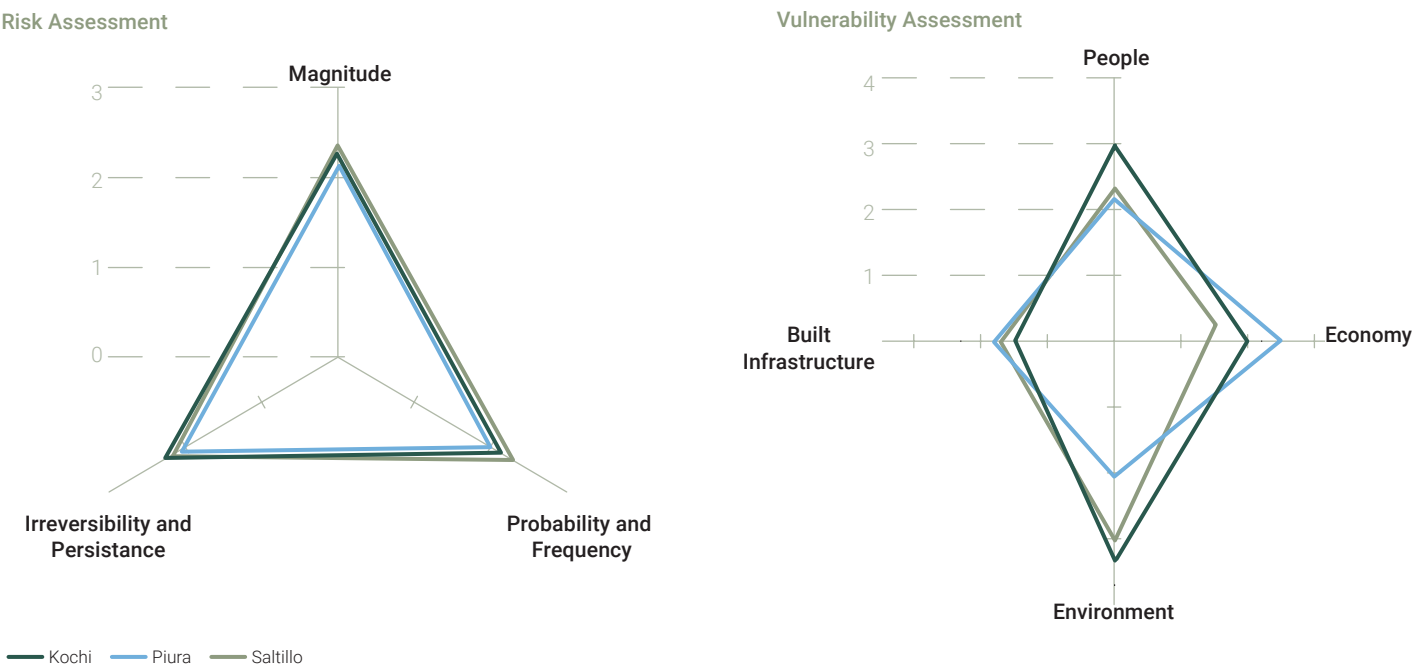 Risk Assessment
Magnitude
3
2
1
0
Irreversibility and
Persistance
Probability and
Frequency
Vulnerability Assessment
People
4
3
2
1
Built
Infrastructure
Economy
Environment
Kochi
Piura
Saltillo